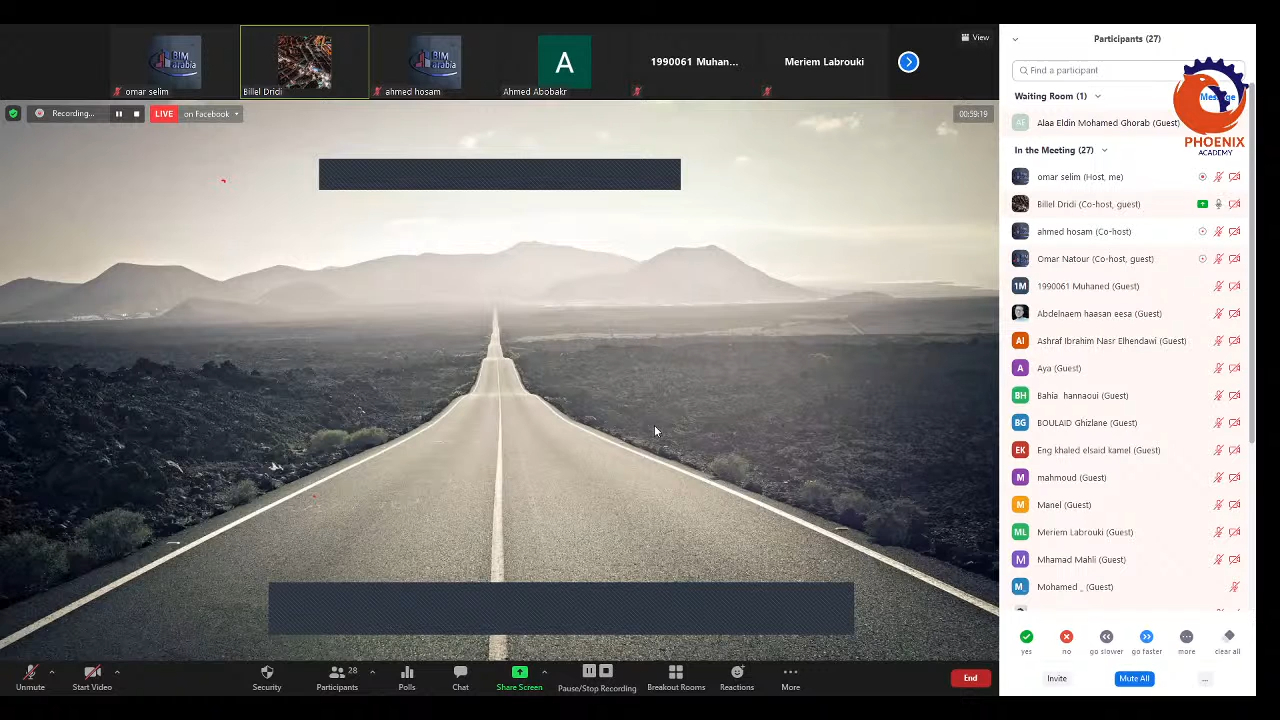 View
BIM arabia
BIM arabia
A
1990061 Muhan...
Meriem Labrouki
omar selim
Billel Dridi
ahmed hosam
Ahmed Abobakr
Recording...
LIVE on Facebook
00:59:19
Participants (27)
Find a participant
Waiting Room (1)
Message
AE Alaa Eldin Mohamed Ghorab (Guest)
PHOENIX
ACADEMY
In the Meeting (27)
omar selim (Host, me)
Billel Dridi (Co-host, guest)
ahmed hosam (Co-host)
Omar Natour (Co-host, guest)
1M 1990061 Muhaned (Guest)
Abdelnaem haasan eesa (Guest)
AI Ashraf Ibrahim Nasr Elhendawi (Guest)
A Aya (Guest)
BH Bahia hannaoui (Guest)
BG BOULAID Ghizlane (Guest)
EK Eng khaled elsaid kamel (Guest)
M mahmoud (Guest)
M Manel (Guest)
ML Meriem Labrouki (Guest)
M Mhamad Mahli (Guest)
M_ Mohamed _ (Guest)
yes
no
go slower
go faster
more
clear all
Invite
Mute All
...
Unmute
Start Video
Security
Participants 28
Polls
Chat
Share Screen
Pause/Stop Recording
Breakout Rooms
Reactions
More
End